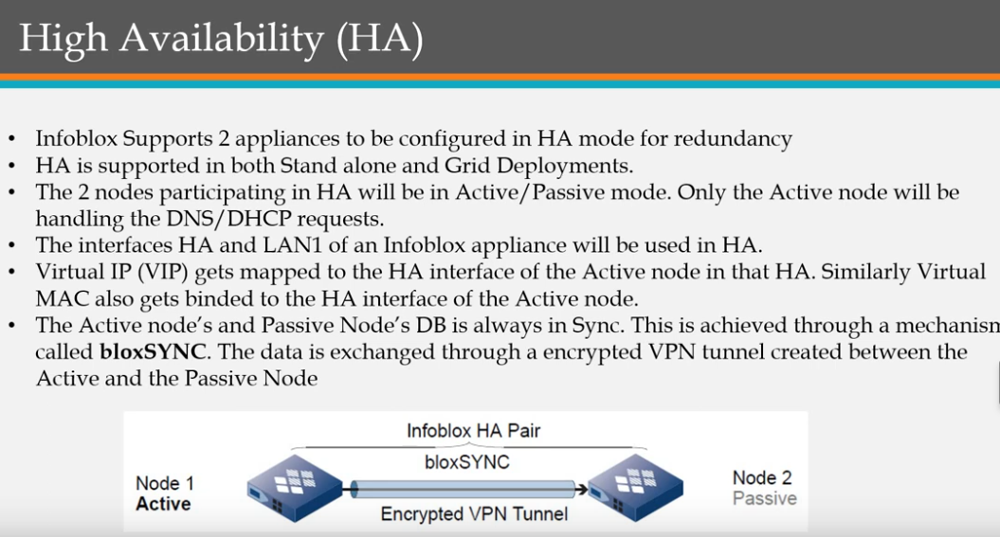 High Availability (HA)
• Infoblox Supports 2 appliances to be configured in HA mode for redundancy
• HA is supported in both Stand alone and Grid Deployments.
• The 2 nodes participating in HA will be in Active/Passive mode. Only the Active node will be
handling the DNS/DHCP requests.
• The interfaces HA and LAN1 of an Infoblox appliance will be used in HA.
• Virtual IP (VIP) gets mapped to the HA interface of the Active node in that HA. Similarly Virtual
MAC also gets binded to the HA interface of the Active node.
• The Active node's and Passive Node's DB is always in Sync. This is achieved through a mechanism
called bloxSYNC. The data is exchanged through a encrypted VPN tunnel created between the
Active and the Passive Node
Infoblox HA Pair
bloxSYNC
Node 1
Active
Encrypted VPN Tunnel
Node 2
Passive